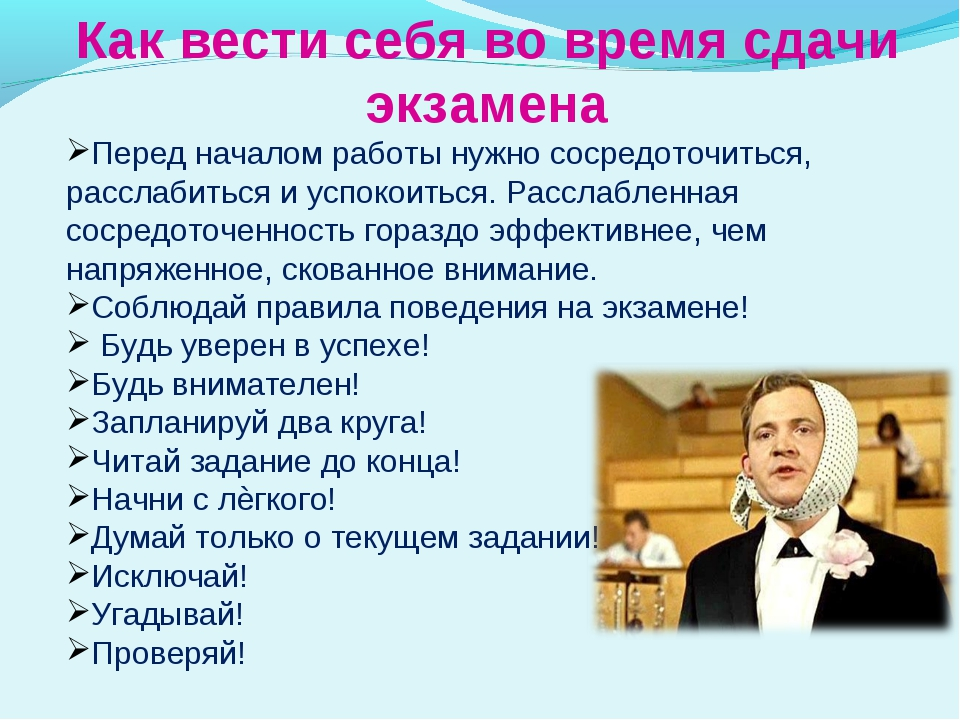 Как вести себя во время сдачи
экзамена
➢Перед началом работы нужно сосредоточиться,
расслабиться и успокоиться. Расслабленная
сосредоточенность гораздо эффективнее, чем
напряженное, скованное внимание.
➢Соблюдай правила поведения на экзамене!
➢ Будь уверен в успехе!
➢Будь внимателен!
➢Запланируй два круга!
➢Читай задание до конца!
➢Начни с лѐгкого!
➢Думай только о текущем задании!
➢Исключай!
➢Угадывай!
➢Проверяй!